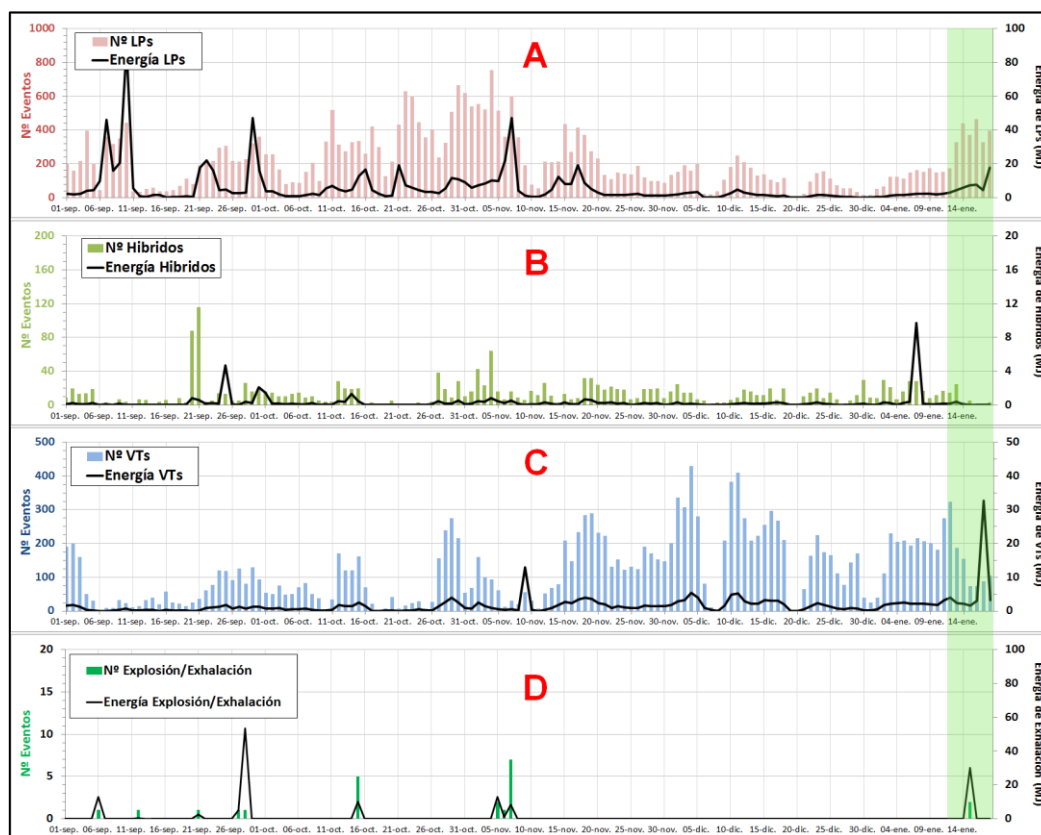 1000
800
600
400
200
0
Nº Eventos
Nº LPs
Energía LPs
A
100
80
60
40
20
0
Energía de LPs (MJ)
01-sep. 06-sep. 11-sep. 16-sep. 21-sep. 26-sep. 01-oct. 06-oct. 11-oct. 16-oct. 21-oct. 26-oct. 31-oct. 05-nov. 10-nov. 15-nov. 20-nov. 25-nov. 30-nov. 05-dic. 10-dic. 15-dic. 20-dic. 25-dic. 30-dic. 04-ene. 09-ene. 14-ene.
200
160
120
80
40
0
Nº Eventos
Nº Hibridos
Energía Hibridos
B
20
16
12
8
4
0
Energía de Hibridos (MJ)
01-sep. 06-sep. 11-sep. 16-sep. 21-sep. 26-sep. 01-oct. 06-oct. 11-oct. 16-oct. 21-oct. 26-oct. 31-oct. 05-nov. 10-nov. 15-nov. 20-nov. 25-nov. 30-nov. 05-dic. 10-dic. 15-dic. 20-dic. 25-dic. 30-dic. 04-ene. 09-ene. 14-ene.
500
400
300
200
100
0
Nº Eventos
Nº VTs
Energía VTs
C
50
40
30
20
10
0
Energía de VTs (MJ)
01-sep. 06-sep. 11-sep. 16-sep. 21-sep. 26-sep. 01-oct. 06-oct. 11-oct. 16-oct. 21-oct. 26-oct. 31-oct. 05-nov. 10-nov. 15-nov. 20-nov. 25-nov. 30-nov. 05-dic. 10-dic. 15-dic. 20-dic. 25-dic. 30-dic. 04-ene. 09-ene. 14-ene.
20
15
10
5
0
Nº Eventos
Nº Explosión/Exhalación
Energía Explosión/Exhalación
D
100
80
60
40
20
0
Energía de Exhalación (MJ)
01-sep. 06-sep. 11-sep. 16-sep. 21-sep. 26-sep. 01-oct. 06-oct. 11-oct. 16-oct. 21-oct. 26-oct. 31-oct. 05-nov. 10-nov. 15-nov. 20-nov. 25-nov. 30-nov. 05-dic. 10-dic. 15-dic. 20-dic. 25-dic. 30-dic. 04-ene. 09-ene. 14-ene.